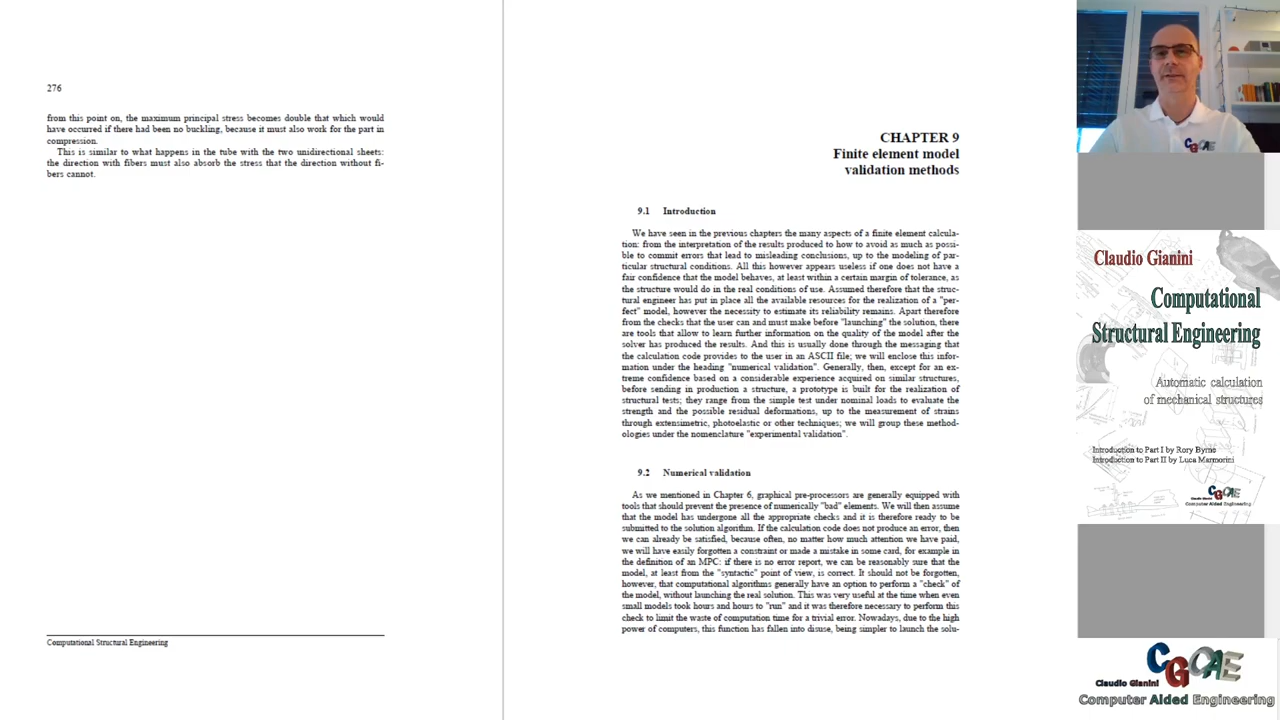 276
from this point on, the maximum principal stress becomes double that which would
have occurred if there had been no buckling, because it must also work for the part in
compression.
This is similar to what happens in the tube with the two unidirectional sheets:
the direction with fibers must also absorb the stress that the direction without fi-
bers cannot.
Computational Structural Engineering
CHAPTER 9
Finite element model
validation methods
9.1 Introduction
We have seen in the previous chapters the many aspects of a finite element calcula-
tion: from the interpretation of the results produced to how to avoid as much as possi-
ble to commit errors that lead to misleading conclusions, up to the modeling of par-
ticular structural conditions. All this however appears useless if one does not have a
fair confidence that the model behaves, at least within a certain margin of tolerance, as
the structure would do in the real conditions of use. Assumed therefore that the struc-
tural engineer has put in place all the available resources for the realization of a "per-
fect" model, however the necessity to estimate its reliability remains. Apart therefore
from the checks that the user can and must make before "launching" the solution, there
are tools that allow to learn further information on the quality of the model after the
solver has produced the results. And this is usually done through the messaging that
the calculation code provides to the user in an ASCII file; we will enclose this infor-
mation under the heading "numerical validation". Generally, then, except for an ex-
treme confidence based on a considerable experience acquired on similar structures,
before sending in production a structure, a prototype is built for the realization of
structural tests; they range from the simple test under nominal loads to evaluate the
strength and the possible residual deformations, up to the measurement of strains
through extensimetric, photoelastic or other techniques; we will group these method-
ologies under the nomenclature "experimental validation".
9.2 Numerical validation
As we mentioned in Chapter 6, graphical pre-processors are generally equipped with
tools that should prevent the presence of numerically "bad" elements. We will then assume
that the model has undergone all the appropriate checks and it is therefore ready to be
submitted to the solution algorithm. If the calculation code does not produce an error, then
we can already be satisfied, because often, no matter how much attention we have paid,
we will have easily forgotten a constraint or made a mistake in some card, for example in
the definition of an MPC: if there is no error report, we can be reasonably sure that the
model, at least from the "syntactic" point of view, is correct. It should not be forgotten,
however, that computational algorithms generally have an option to perform a "check" of
the model, without launching the real solution. This was very useful at the time when even
small models took hours and hours to "run" and it was therefore necessary to perform this
check to limit the waste of computation time for a trivial error. Nowadays, due to the high
power of computers, this function has fallen into disuse, being simpler to launch the solu-
CGCAE
Claudio Gianini
Computational
Structural Engineering
Automatic calculation
of mechanical structures
Introduction to Part I by Rory Byrne
Introduction to Part II by Luca Marmorini
CGCAE
Claudio Gianini
Computer Aided Engineering
CGCAE
Claudio Gianini
Computer Aided Engineering